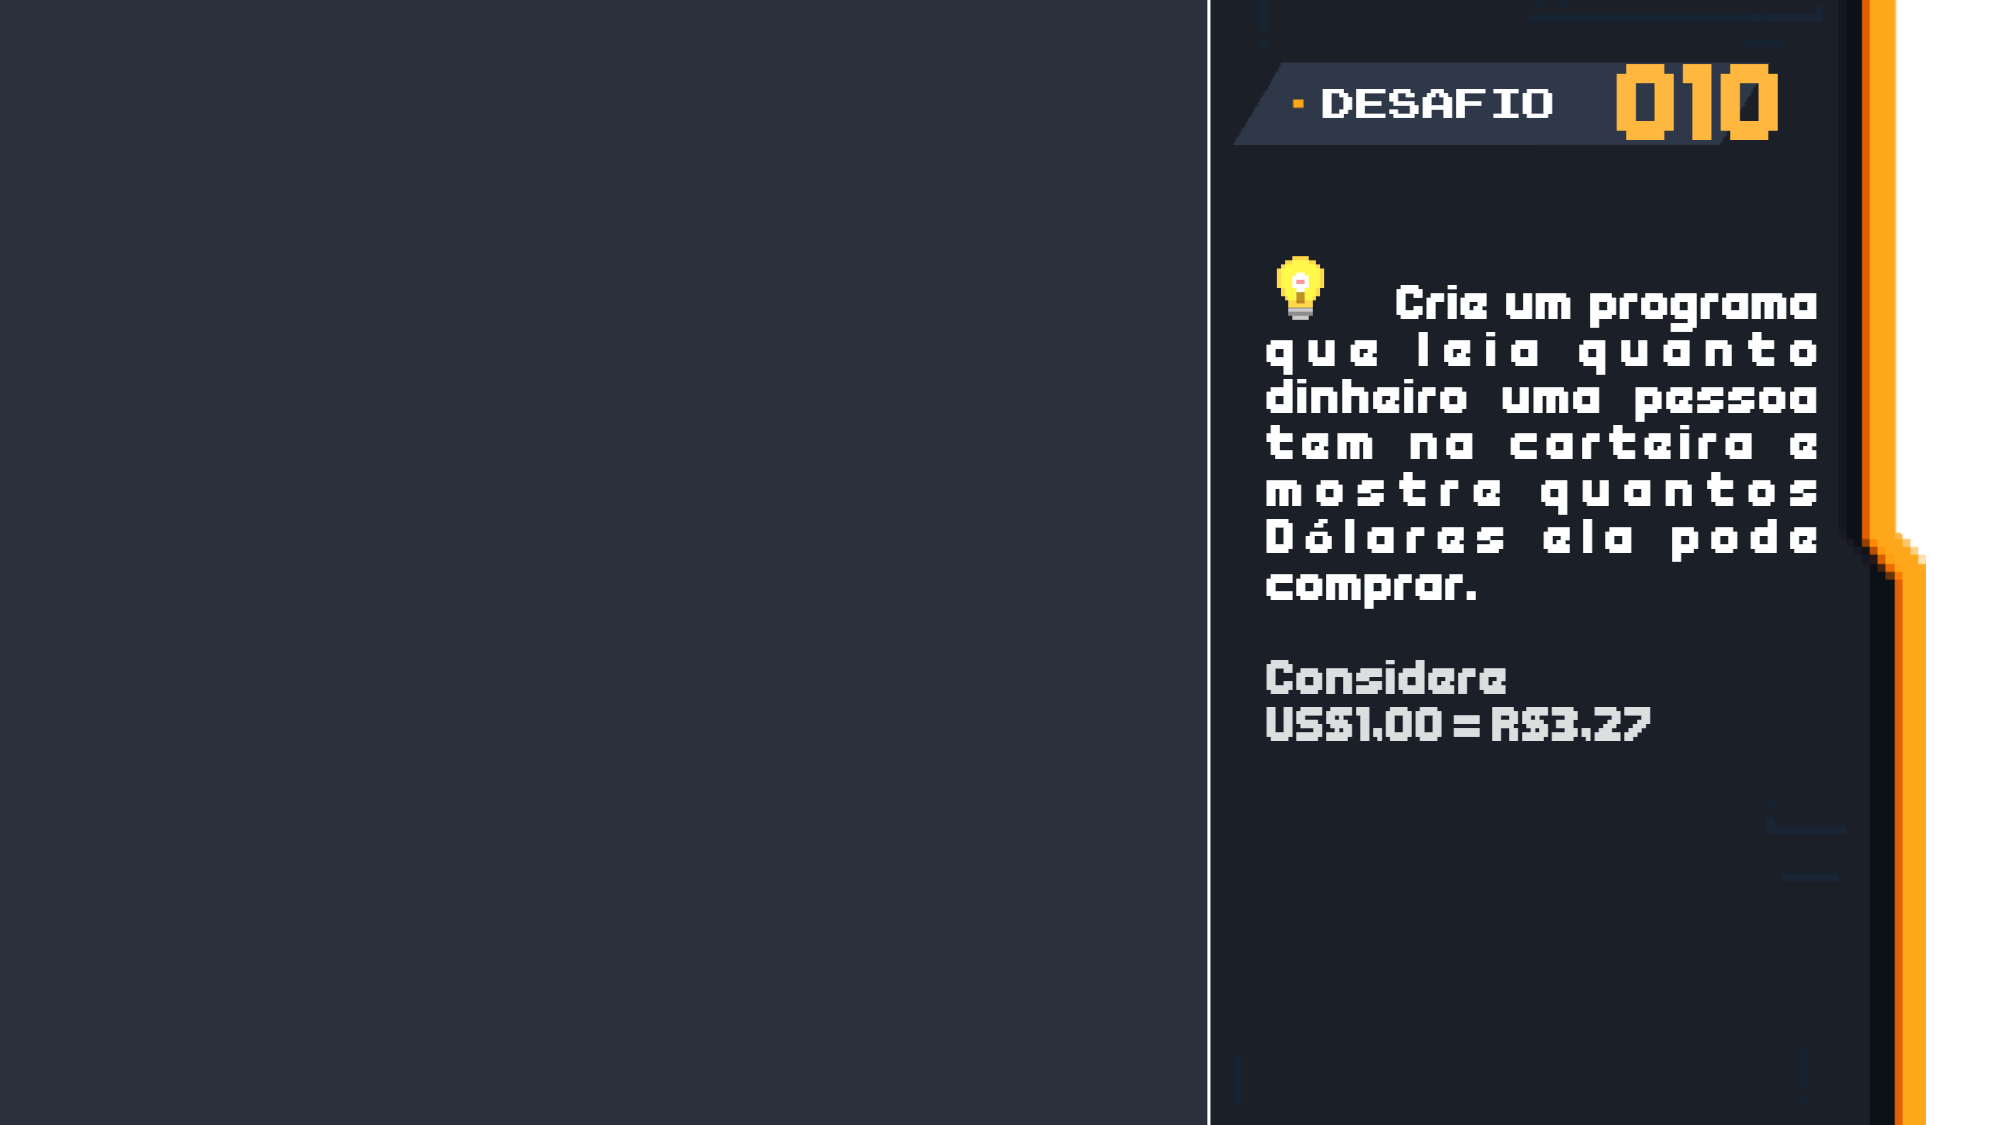 DESAFIO 010
Crie um programa
que leia quanto
dinheiro uma pessoa
tem na carteira e
mostre quantos
Dólares ela pode
comprar.
Considere
US$1,00 = R$3,27